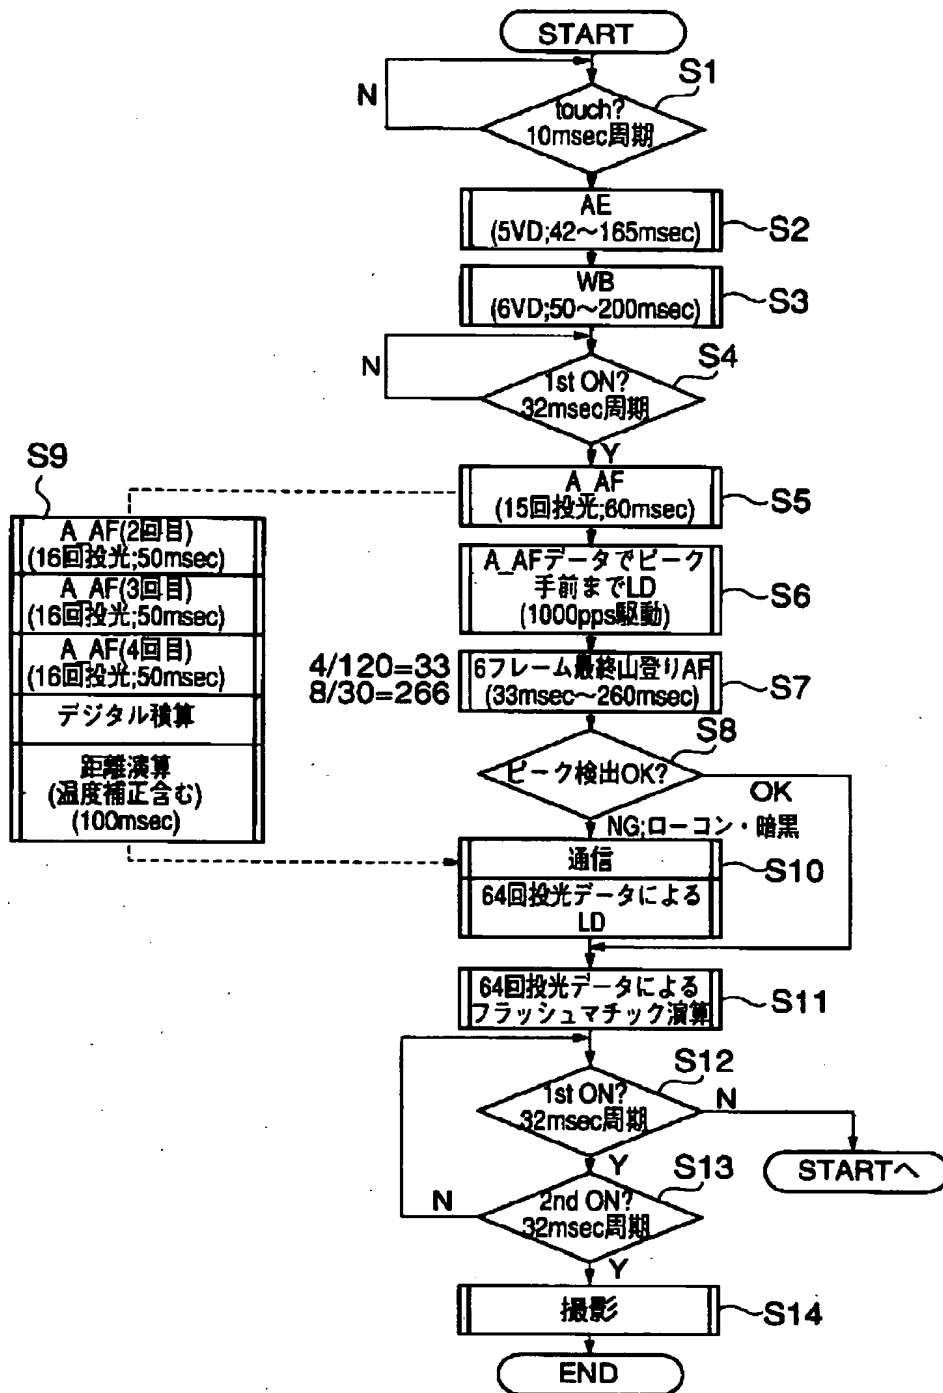 START
S1
N
touch?
10msec周期
AE
(5VD;42～165msec)
S2
WB
(6VD;50～200msec)
S3
N
S4
1st ON?
32msec周期
Y
S9
A_AF
(15回投光;60msec)
S5
A_AF(2回目)
(16回投光;50msec)
A_AF(3回目)
(16回投光;50msec)
A_AF(4回目)
(16回投光;50msec)
デジタル積算
距離演算
(温度補正含む)
(100msec)
A_AFデータでピーク
手前までLD
(1000pps駆動)
S6
4/120=33
8/30=266
6フレーム最終山登りAF
(33msec～260msec)
S7
S8
ピーク検出OK?
OK
NG;ローコン・暗黒
通信
64回投光データによる
LD
S10
64回投光データによる
フラッシュマチック演算
S11
S12
1st ON?
32msec周期
N
Y
STARTへ
S13
N
2nd ON?
32msec周期
Y
撮影
S14
END